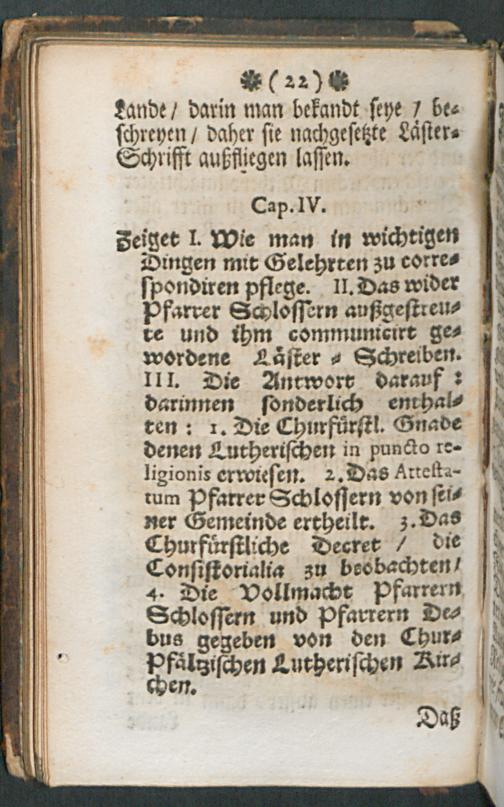 ❋ ( 22 ) ❋
Lande / darin man bekandt seye / be⸗
schreyen / daher sie nachgesetzte Läster⸗
Schrifft außfliegen lassen.
Cap. IV.
Zeiget I. Wie man in wichtigen
Dingen mit Gelehrten zu corre⸗
spondiren pflege. II. Das wider
Pfarrer Schlossern außgestreu⸗
te und ihm communicirt ge⸗
wordene Läster ⸗ Schreiben.
III. Die Antwort darauf :
darinnen sonderlich enthal⸗
ten : 1. Die Churfürstl. Gnade
denen Lutherischen in puncto re-
ligionis erwiesen. 2. Das Attesta-
tum Pfarrer Schlossern von sei⸗
ner Gemeinde ertheilt. 3. Das
Churfürstliche Decret / die
Consistorialia zu beobachten /
4. Die Vollmacht Pfarrern
Schlossern und Pfarrern De⸗
bus gegeben von den Chur⸗
Pfältzischen Lutherischen Kir⸗
chen.
Daß